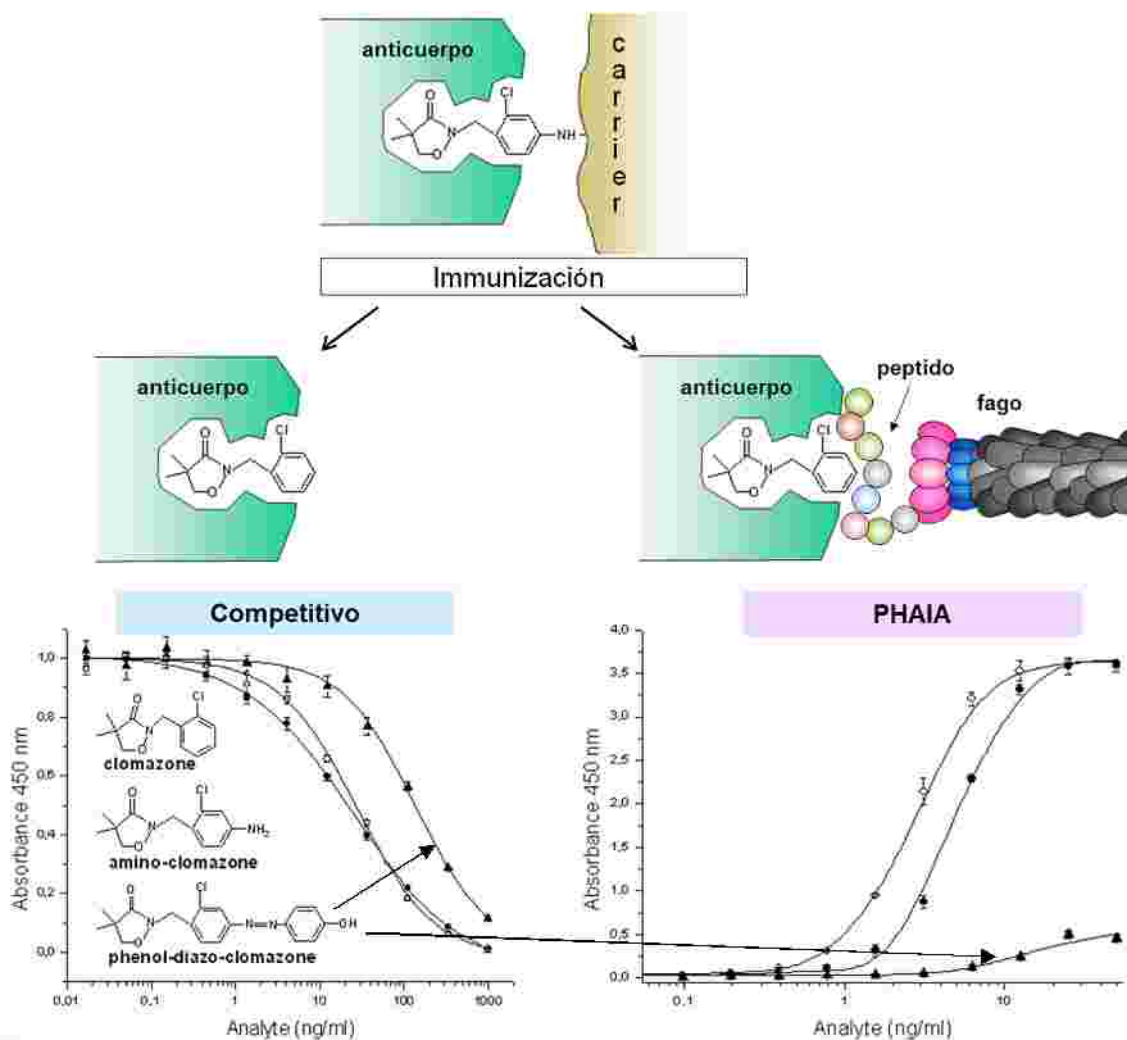 anticuerpo
carrier
O
Cl
N
O
NH
Immunización
anticuerpo
O
Cl
N
O
anticuerpo
peptido
fago
O
Cl
N
O
Competitivo
PHAIA
1,0
0,8
0,6
0,4
0,2
0,0
0,01
0,1
1
10
100
1000
Absorbance 450 nm
Analyte (ng/ml)
O
Cl
N
O
clomazone
O
Cl
N
O
NH₂
amino-clomazone
O
Cl
N
O
N=N
OH
phenol-diazo-clomazone
4,0
3,5
3,0
2,5
2,0
1,5
1,0
0,5
0,0
0,1
1
10
Absorbance 450 nm
Analyte (ng/ml)